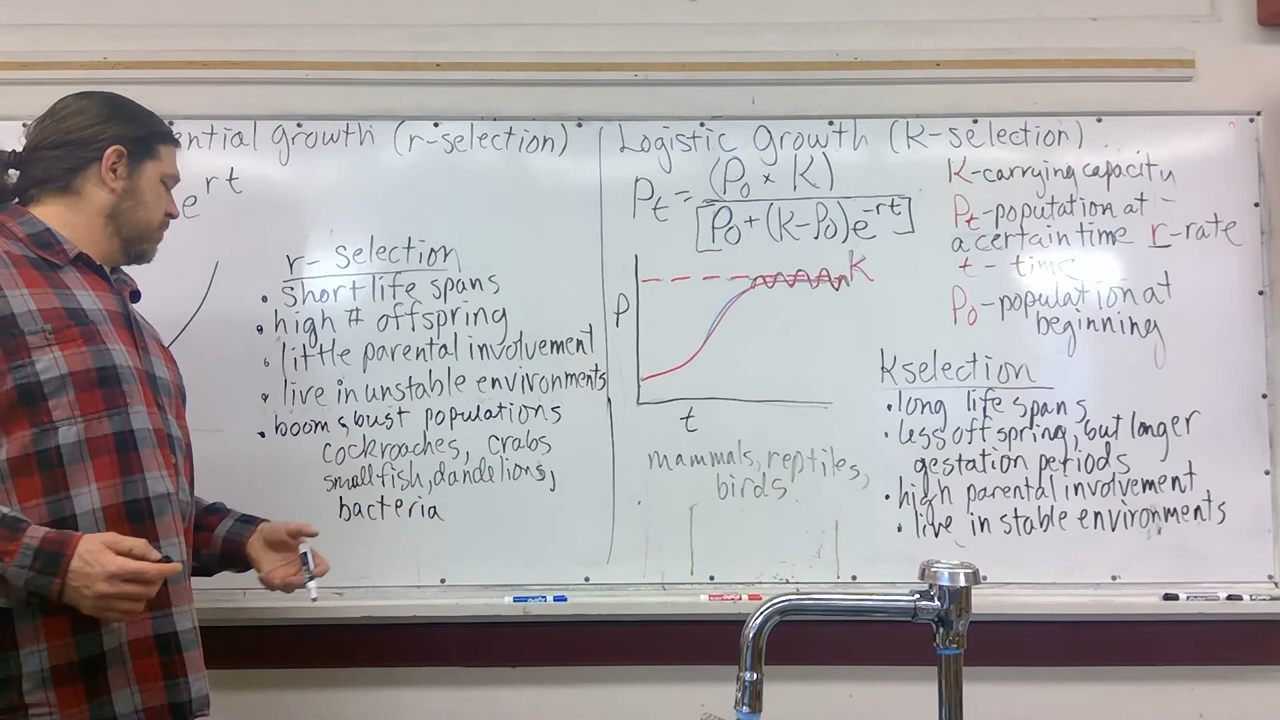 ential Growth (r-selection)
e^rt
r-selection
• short life spans
• high # offspring
• little parental involvement
• live in unstable environments
• boom & bust populations
cockroaches, crabs
small fish, dandelions,
bacteria
Logistic Growth (K-selection)
Pt = (P0 × K)
[P0 + (K-P0)e^-rt]
K
P
t
mammals, reptiles,
birds
K-carrying capacity
Pt-population at
a certain time r-rate
t - time
P0-population at
beginning
K selection
• long life spans
• less offspring, but longer
gestation periods
• high parental involvement
• live in stable environments